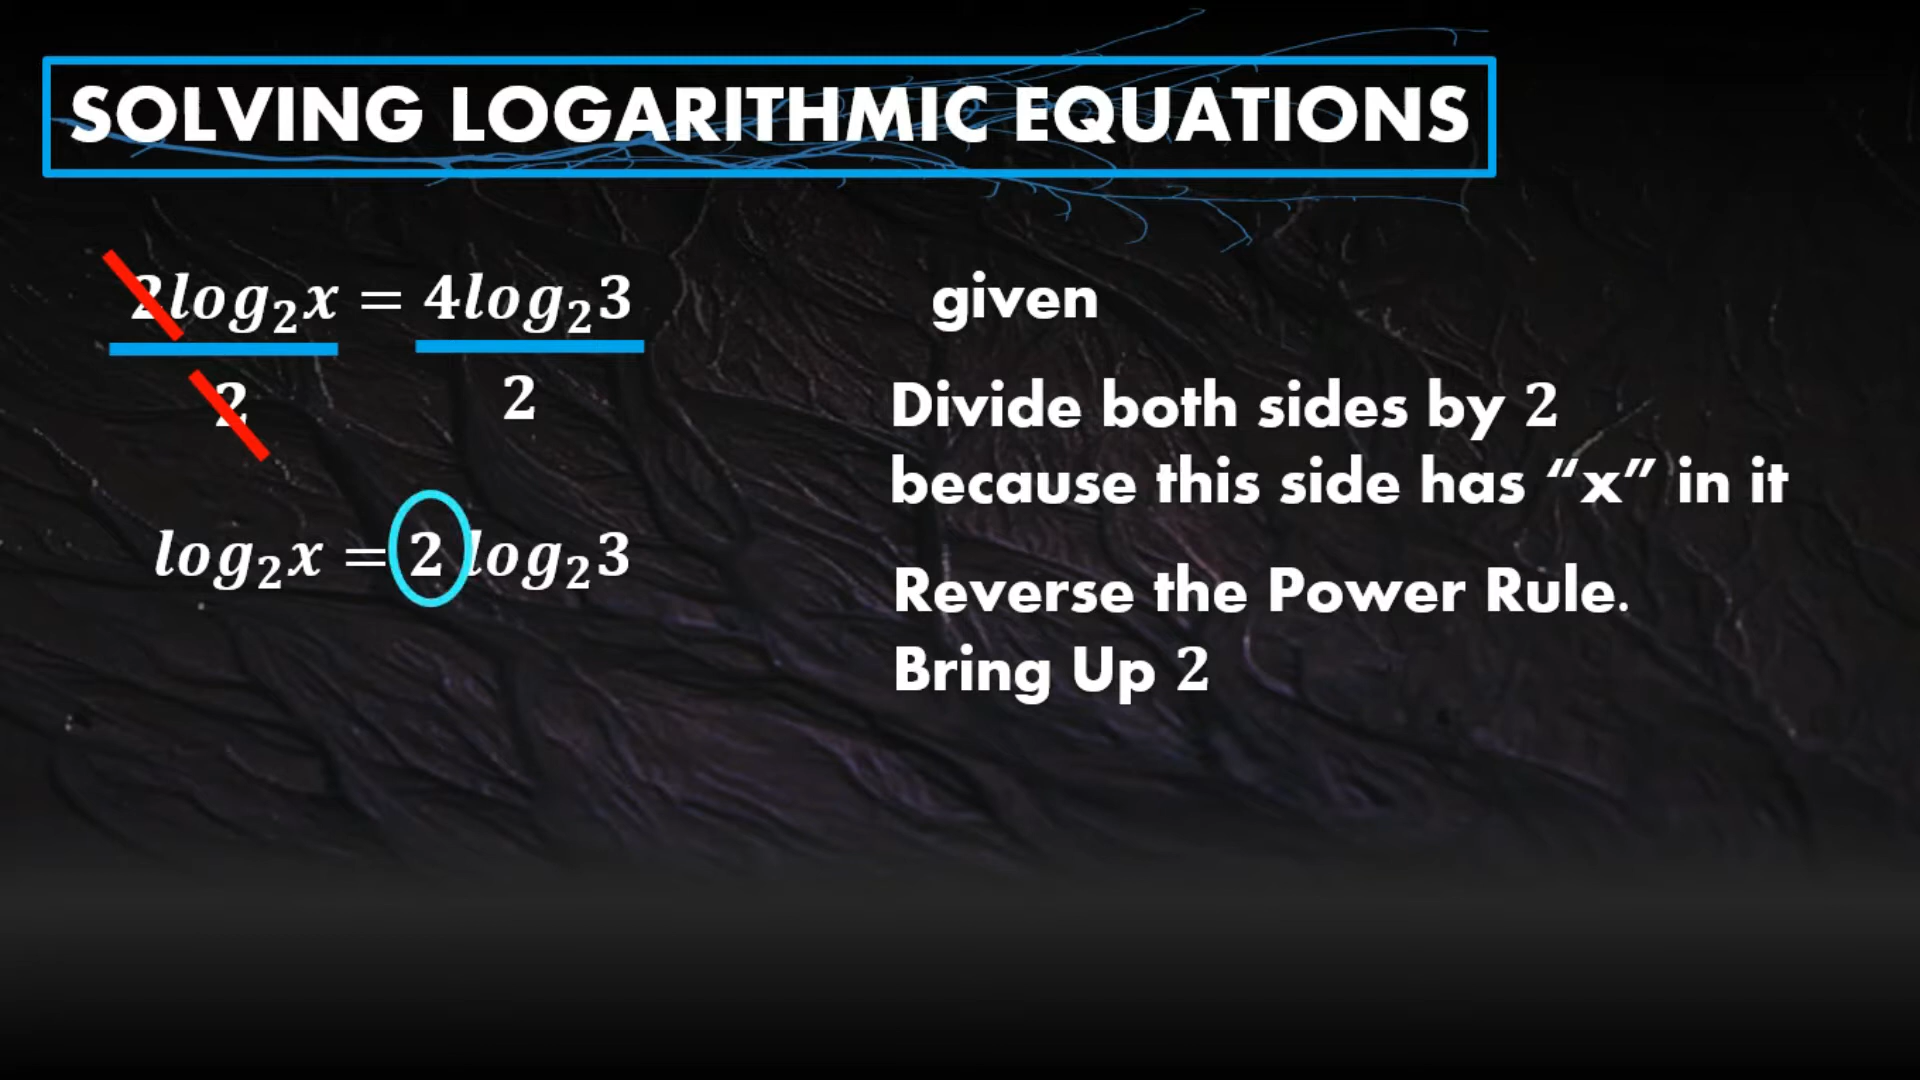 SOLVING LOGARITHMIC EQUATIONS
2log₂x = 4log₂3
given
2 2
Divide both sides by 2
because this side has “x” in it
log₂x = 2 log₂3
Reverse the Power Rule.
Bring Up 2